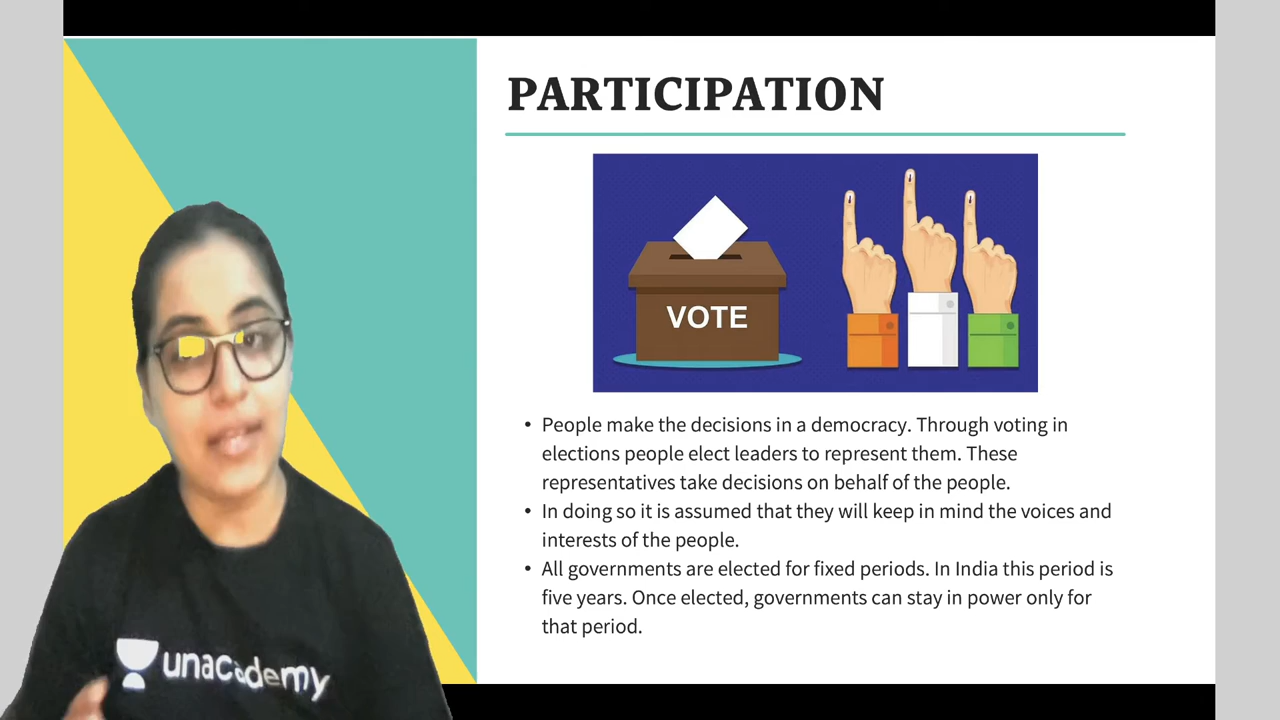 PARTICIPATION
VOTE
• People make the decisions in a democracy. Through voting in
elections people elect leaders to represent them. These
representatives take decisions on behalf of the people.
• In doing so it is assumed that they will keep in mind the voices and
interests of the people.
• All governments are elected for fixed periods. In India this period is
five years. Once elected, governments can stay in power only for
that period.
unacademy